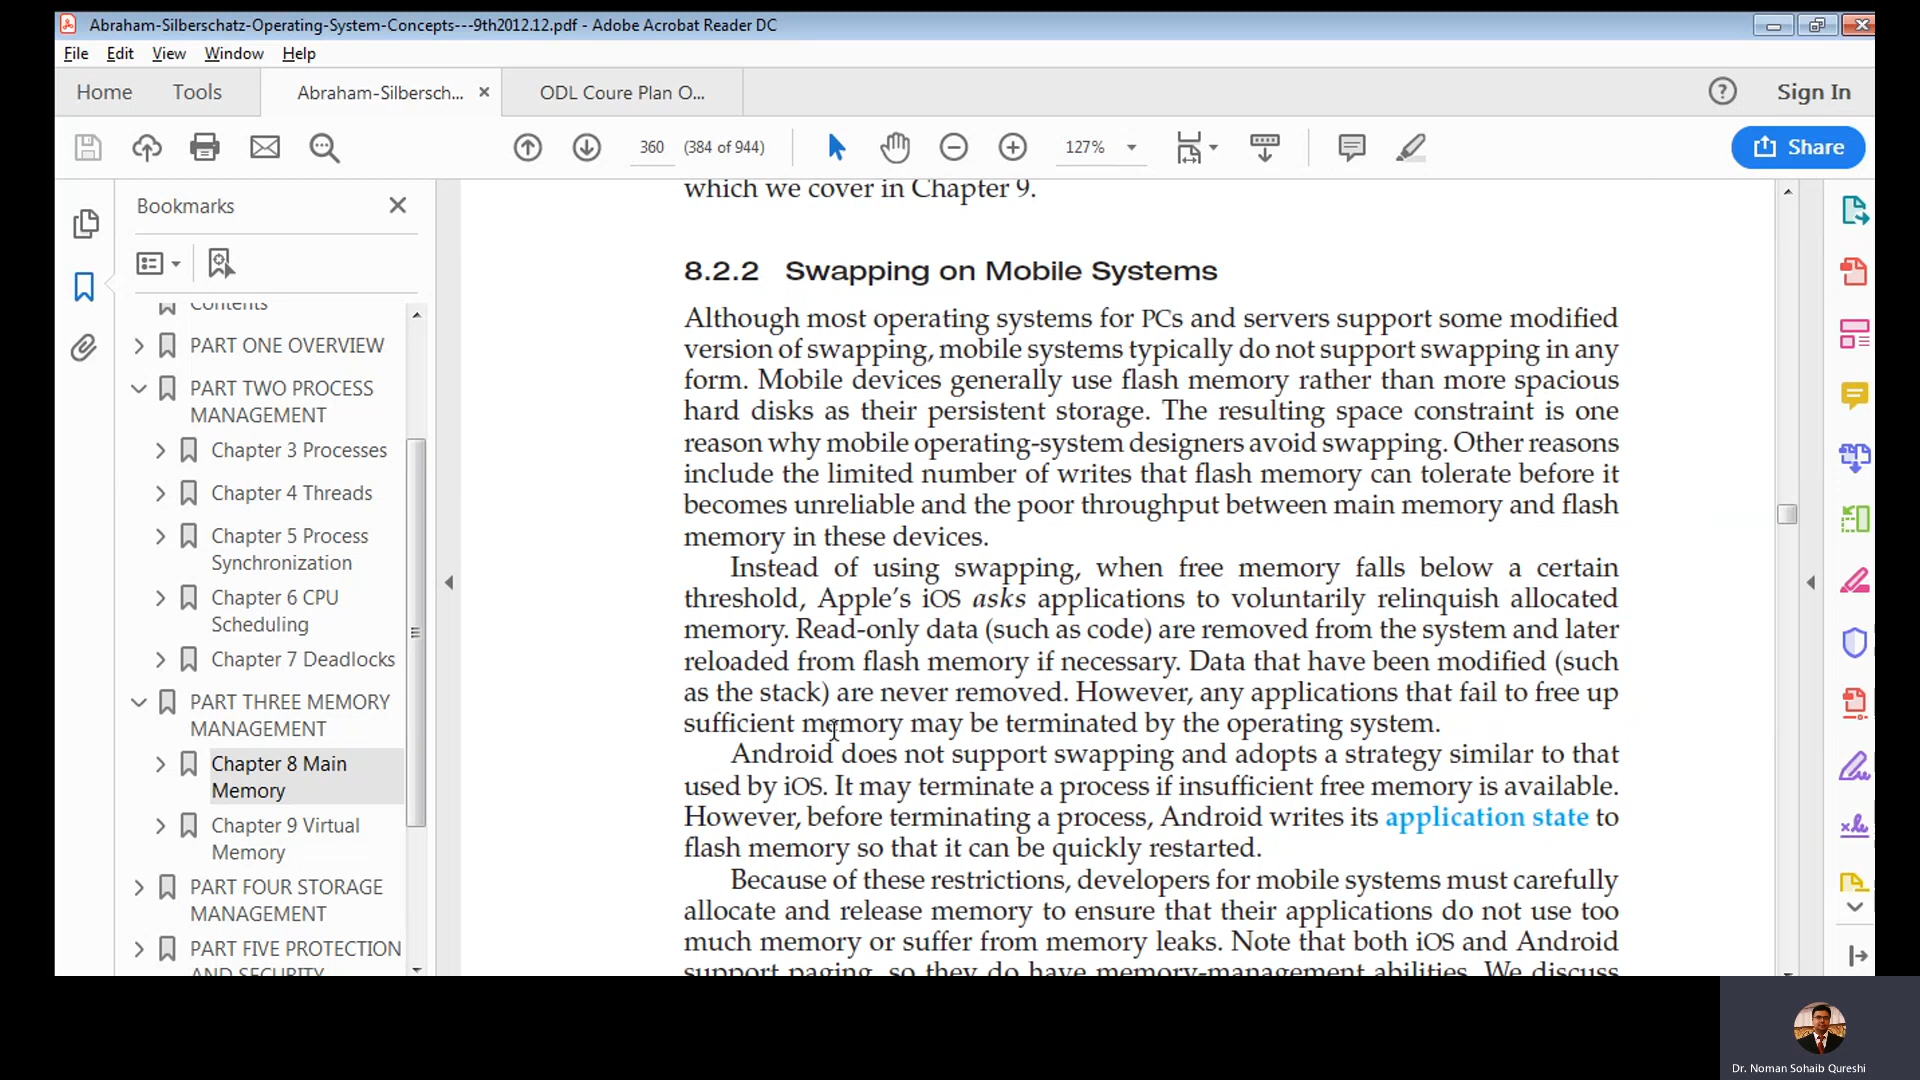 Abraham-Silberschatz-Operating-System-Concepts---9th2012.12.pdf - Adobe Acrobat Reader DC
File Edit View Window Help
Home Tools Abraham-Silbersch... ODL Coure Plan O... Sign In
360 (384 of 944) 127% Share
Bookmarks
Contents
PART ONE OVERVIEW
PART TWO PROCESS
MANAGEMENT
Chapter 3 Processes
Chapter 4 Threads
Chapter 5 Process
Synchronization
Chapter 6 CPU
Scheduling
Chapter 7 Deadlocks
PART THREE MEMORY
MANAGEMENT
Chapter 8 Main
Memory
Chapter 9 Virtual
Memory
PART FOUR STORAGE
MANAGEMENT
PART FIVE PROTECTION
AND SECURITY
which we cover in Chapter 9.
8.2.2 Swapping on Mobile Systems
Although most operating systems for PCs and servers support some modified
version of swapping, mobile systems typically do not support swapping in any
form. Mobile devices generally use flash memory rather than more spacious
hard disks as their persistent storage. The resulting space constraint is one
reason why mobile operating-system designers avoid swapping. Other reasons
include the limited number of writes that flash memory can tolerate before it
becomes unreliable and the poor throughput between main memory and flash
memory in these devices.
Instead of using swapping, when free memory falls below a certain
threshold, Apple's iOS asks applications to voluntarily relinquish allocated
memory. Read-only data (such as code) are removed from the system and later
reloaded from flash memory if necessary. Data that have been modified (such
as the stack) are never removed. However, any applications that fail to free up
sufficient memory may be terminated by the operating system.
Android does not support swapping and adopts a strategy similar to that
used by iOS. It may terminate a process if insufficient free memory is available.
However, before terminating a process, Android writes its application state to
flash memory so that it can be quickly restarted.
Because of these restrictions, developers for mobile systems must carefully
allocate and release memory to ensure that their applications do not use too
much memory or suffer from memory leaks. Note that both iOS and Android
support paging, so they do have memory-management abilities. We discuss
Dr. Noman Sohaib Qureshi